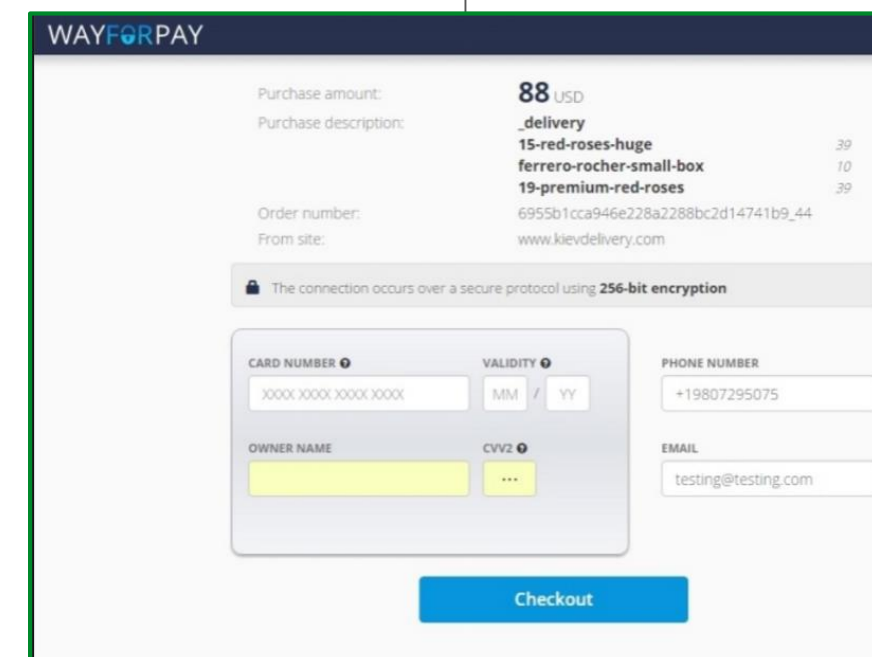 WAYFORPAY
Purchase amount: 88 USD
Purchase description: _delivery
15-red-roses-huge 39
ferrero-rocher-small-box 10
19-premium-red-roses 39
Order number: 6955b1cca946e228a2288bc2d14741b9_44
From site: www.kievdelivery.com
The connection occurs over a secure protocol using 256-bit encryption
CARD NUMBER VALIDITY PHONE NUMBER
XXXX XXXX XXXX XXXX MM / YY +19807295075
OWNER NAME CVV2 EMAIL
••• testing@testing.com
Checkout